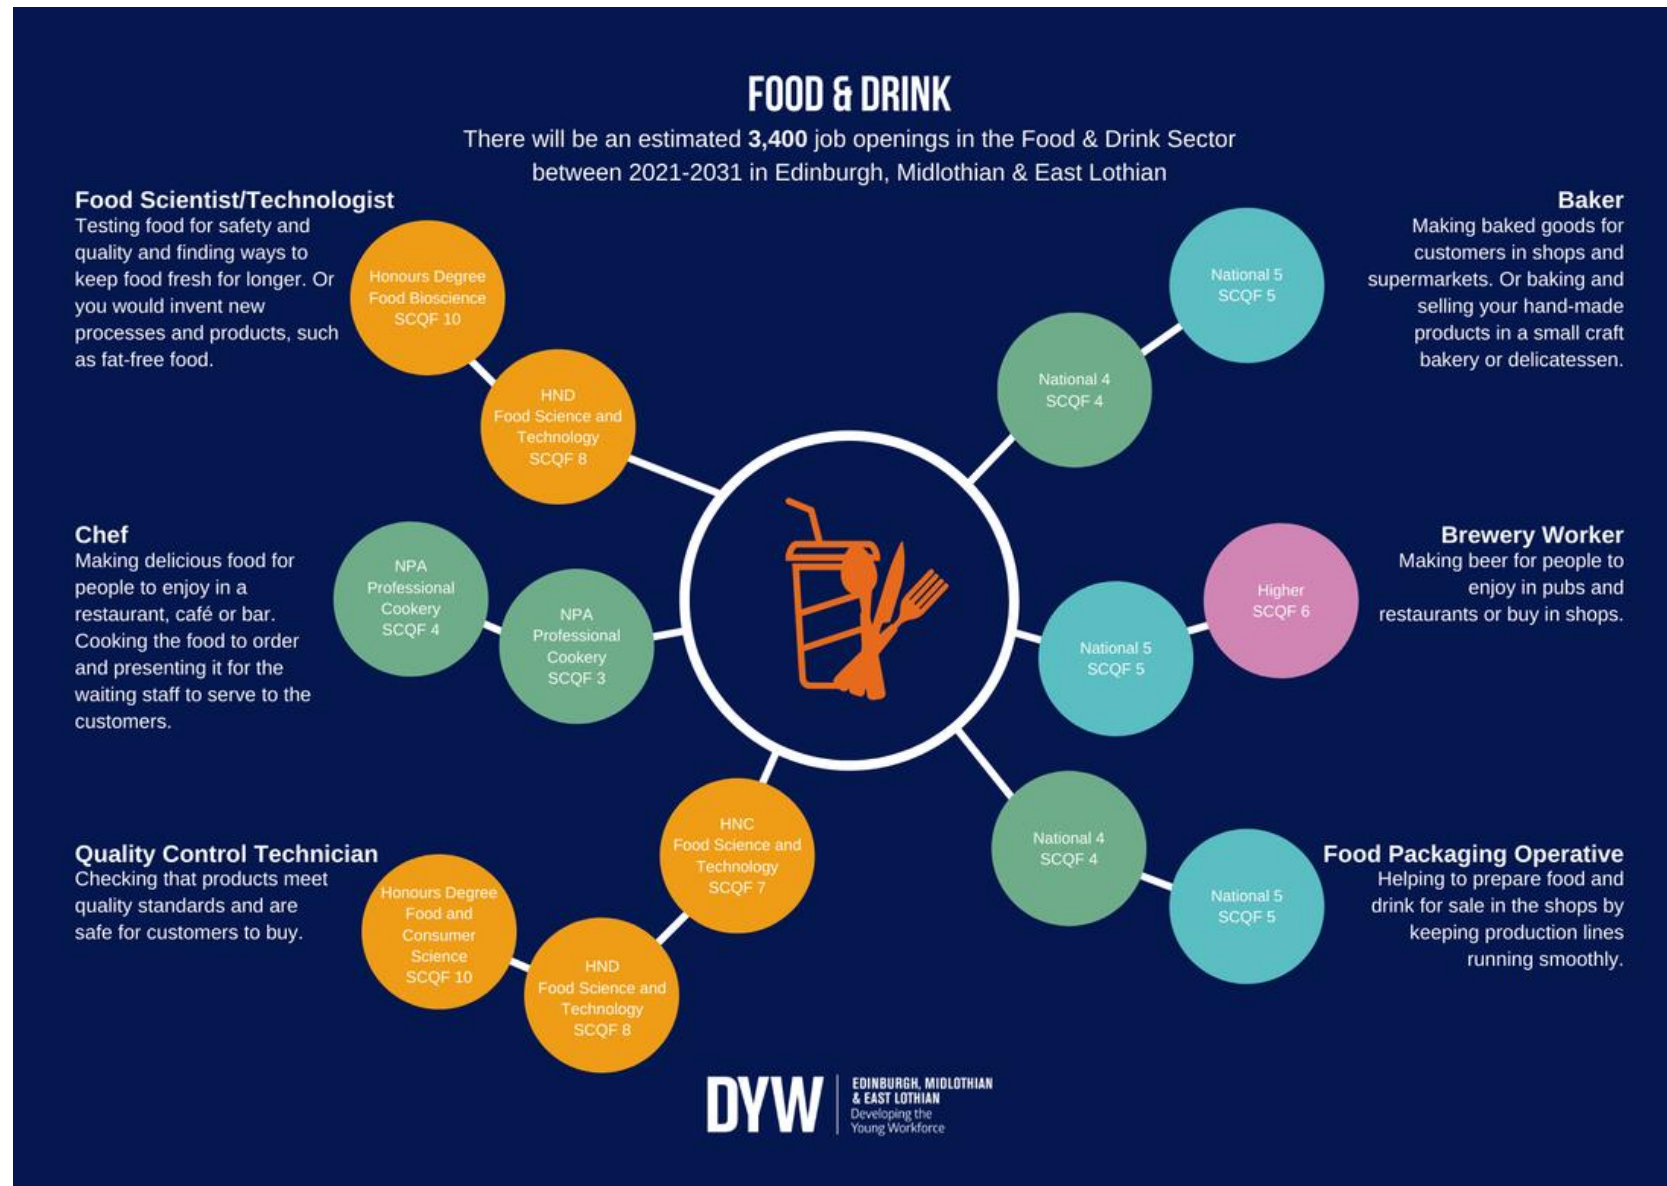 FOOD & DRINK
There will be an estimated 3,400 job openings in the Food & Drink Sector
between 2021-2031 in Edinburgh, Midlothian & East Lothian
Food Scientist/Technologist
Testing food for safety and
quality and finding ways to
keep food fresh for longer. Or
you would invent new
processes and products, such
as fat-free food.
Honours Degree
Food Bioscience
SCQF 10
HND
Food Science and
Technology
SCQF 8
Baker
Making baked goods for
customers in shops and
supermarkets. Or baking and
selling your hand-made
products in a small craft
bakery or delicatessen.
National 5
SCQF 5
National 4
SCQF 4
Chef
Making delicious food for
people to enjoy in a
restaurant, café or bar.
Cooking the food to order
and presenting it for the
waiting staff to serve to the
customers.
NPA
Professional
Cookery
SCQF 4
NPA
Professional
Cookery
SCQF 3
Brewery Worker
Making beer for people to
enjoy in pubs and
restaurants or buy in shops.
Higher
SCQF 6
National 5
SCQF 5
Quality Control Technician
Checking that products meet
quality standards and are
safe for customers to buy.
Honours Degree
Food and
Consumer
Science
SCQF 10
HND
Food Science and
Technology
SCQF 8
HNC
Food Science and
Technology
SCQF 7
National 4
SCQF 4
National 5
SCQF 5
Food Packaging Operative
Helping to prepare food and
drink for sale in the shops by
keeping production lines
running smoothly.
DYW
EDINBURGH, MIDLOTHIAN
& EAST LOTHIAN
Developing the
Young Workforce